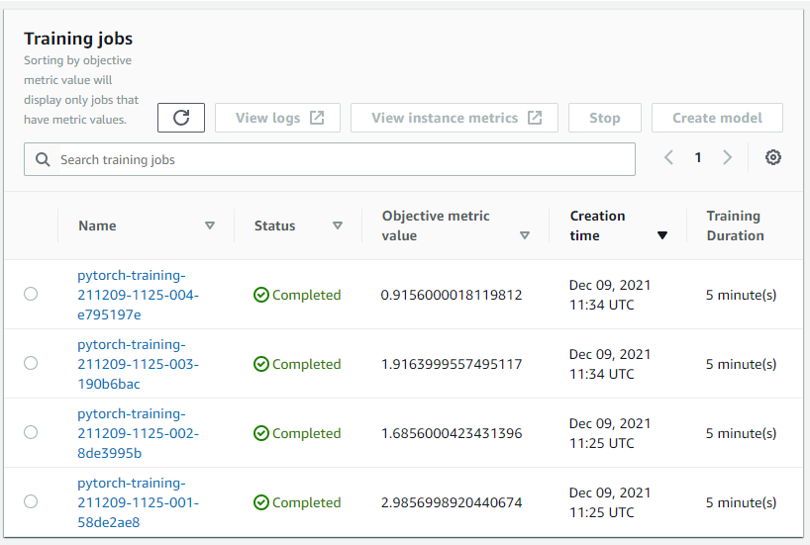 Training jobs
Sorting by objective
metric value will
display only jobs that
have metric values.
View logs
View instance metrics
Stop
Create model
Search training jobs
1
Name
Status
Objective metric
value
Creation
time
Training
Duration
pytorch-training-
211209-1125-004-
e795197e
Completed
0.9156000018119812
Dec 09, 2021
11:34 UTC
5 minute(s)
pytorch-training-
211209-1125-003-
190b6bac
Completed
1.9163999557495117
Dec 09, 2021
11:34 UTC
5 minute(s)
pytorch-training-
211209-1125-002-
8de3995b
Completed
1.6856000423431396
Dec 09, 2021
11:25 UTC
5 minute(s)
pytorch-training-
211209-1125-001-
58de2ae8
Completed
2.9856998920440674
Dec 09, 2021
11:25 UTC
5 minute(s)